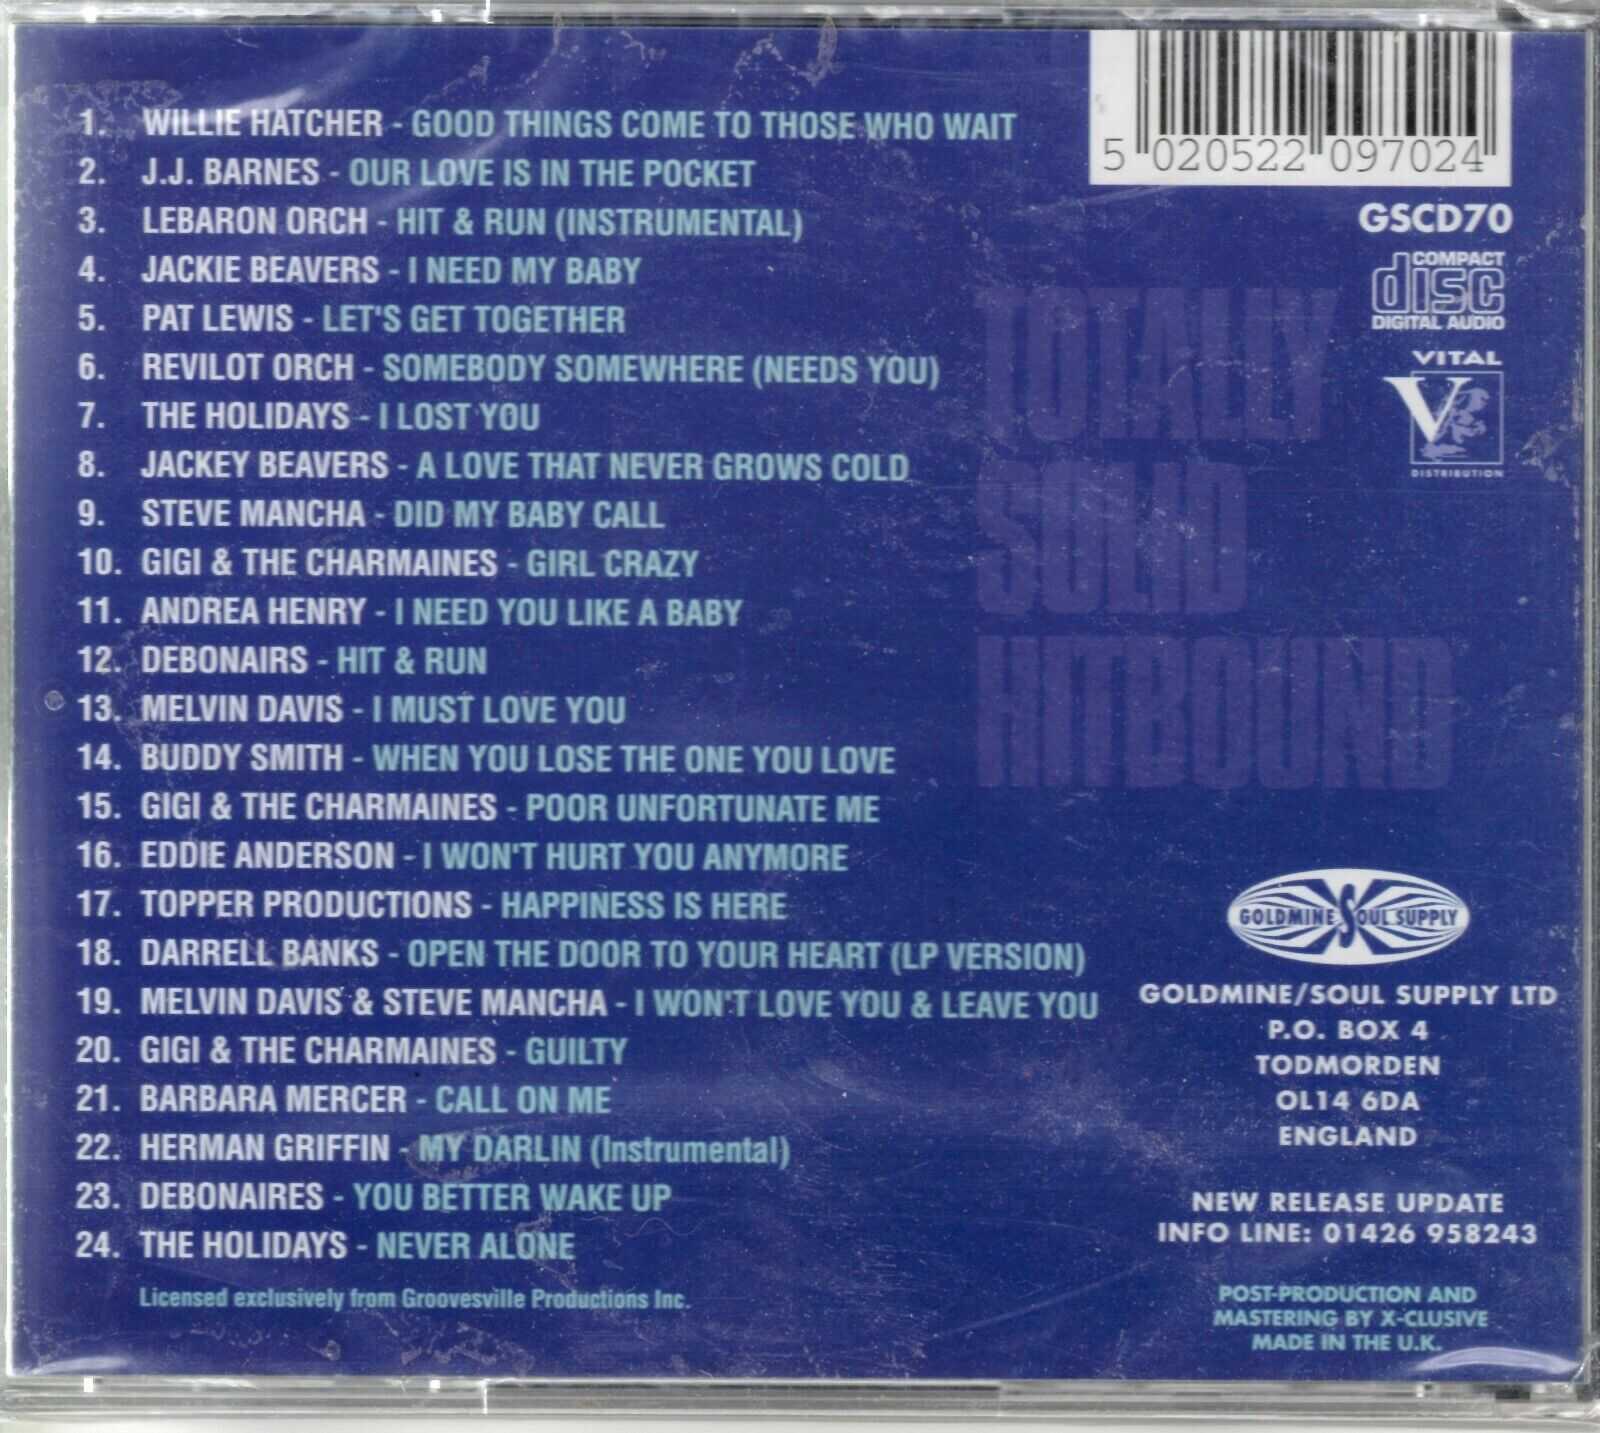 1. WILLIE HATCHER - GOOD THINGS COME TO THOSE WHO WAIT
2. J.J. BARNES - OUR LOVE IS IN THE POCKET
3. LEBARON ORCH - HIT & RUN (INSTRUMENTAL)
4. JACKIE BEAVERS - I NEED MY BABY
5. PAT LEWIS - LET'S GET TOGETHER
6. REVILOT ORCH - SOMEBODY SOMEWHERE (NEEDS YOU)
7. THE HOLIDAYS - I LOST YOU
8. JACKEY BEAVERS - A LOVE THAT NEVER GROWS COLD
9. STEVE MANCHA - DID MY BABY CALL
10. GIGI & THE CHARMAINES - GIRL CRAZY
11. ANDREA HENRY - I NEED YOU LIKE A BABY
12. DEBONAIRS - HIT & RUN
13. MELVIN DAVIS - I MUST LOVE YOU
14. BUDDY SMITH - WHEN YOU LOSE THE ONE YOU LOVE
15. GIGI & THE CHARMAINES - POOR UNFORTUNATE ME
16. EDDIE ANDERSON - I WON'T HURT YOU ANYMORE
17. TOPPER PRODUCTIONS - HAPPINESS IS HERE
18. DARRELL BANKS - OPEN THE DOOR TO YOUR HEART (LP VERSION)
19. MELVIN DAVIS & STEVE MANCHA - I WON'T LOVE YOU & LEAVE YOU
20. GIGI & THE CHARMAINES - GUILTY
21. BARBARA MERCER - CALL ON ME
22. HERMAN GRIFFIN - MY DARLIN (Instrumental)
23. DEBONAIRES - YOU BETTER WAKE UP
24. THE HOLIDAYS - NEVER ALONE
Licensed exclusively from Groovesville Productions Inc.
5 020522 097024
GSCD70
COMPACT
disc
DIGITAL AUDIO
VITAL
V
DISTRIBUTION
TOTALLY
SOLID
HITBOUND
GOLDMINE SOUL SUPPLY
GOLDMINE/SOUL SUPPLY LTD
P.O. BOX 4
TODMORDEN
OL14 6DA
ENGLAND
NEW RELEASE UPDATE
INFO LINE: 01426 958243
POST-PRODUCTION AND
MASTERING BY X-CLUSIVE
MADE IN THE U.K.